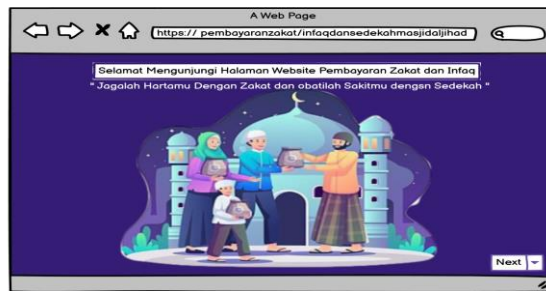 A Web Page
https:// pembayaranzakat/infaqdansedekahmasjidaljihad
Selamat Mengunjungi Halaman Website Pembayaran Zakat dan Infaq
" Jagalah Hartamu Dengan Zakat dan obatilah Sakitmu dengsn Sedekah "
Next